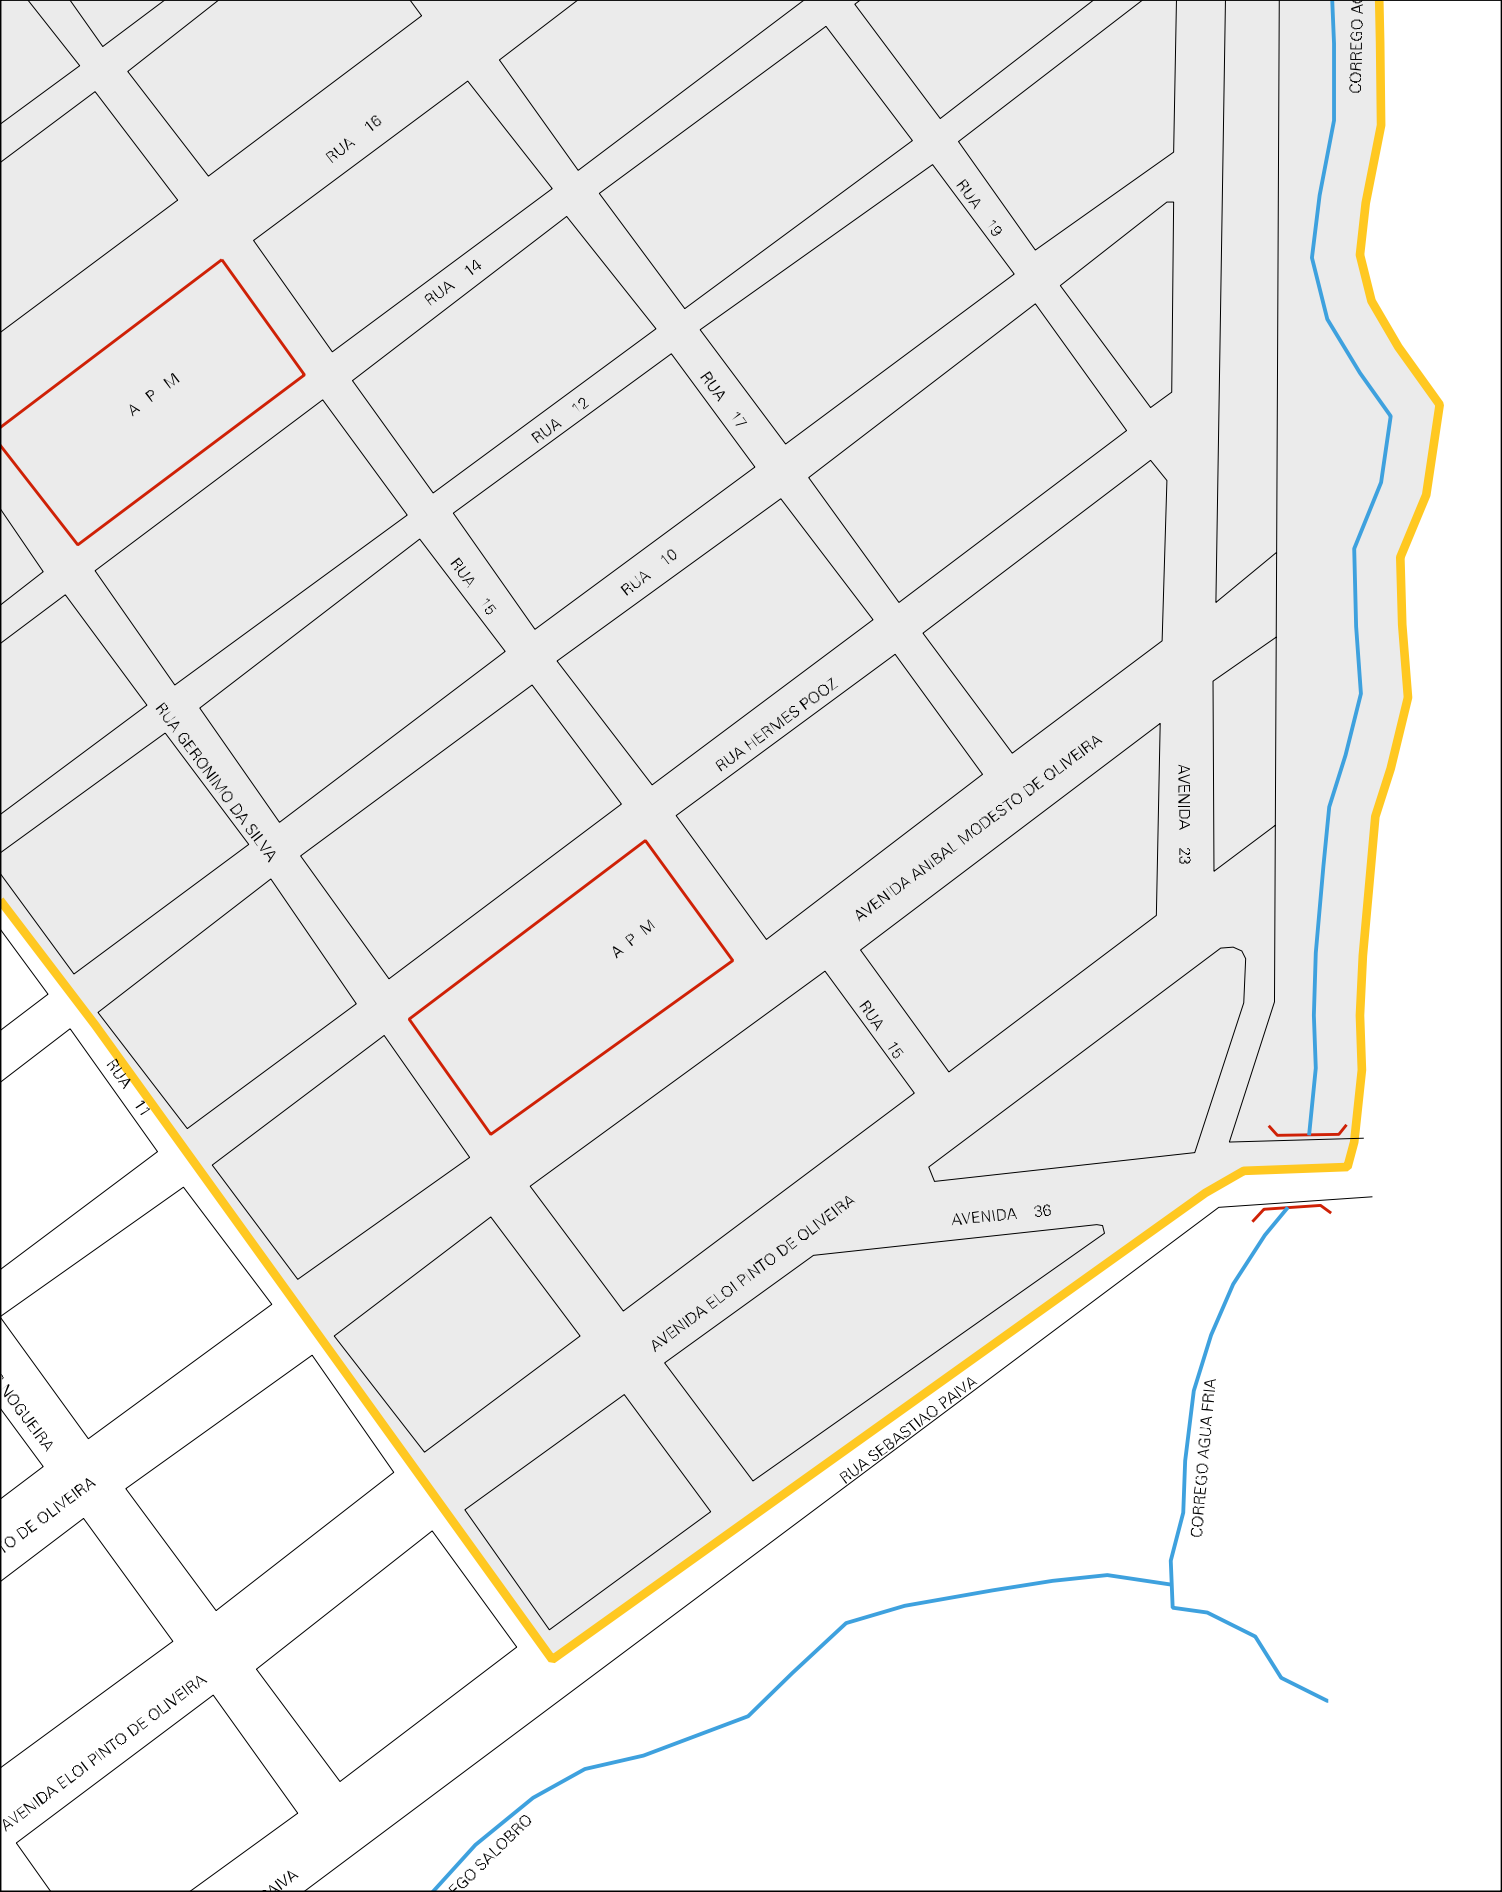 CORREGO AG
RUA 16
RUA 19
RUA 14
A P M
RUA 12
RUA 17
RUA 10
RUA 15
RUA HERMES POOZ
RUA GERONIMO DA SILVA
AVENIDA ANIBAL MODESTO DE OLIVEIRA
AVENIDA 23
A P M
RUA 15
RUA 11
AVENIDA ELOI PINTO DE OLIVEIRA
AVENIDA 36
RUA SEBASTIAO PAIVA
CORREGO AGUA FRIA
NOGUEIRA
TO DE OLIVEIRA
AVENIDA ELOI PINTO DE OLIVEIRA
EGO SALOBRO
AIVA